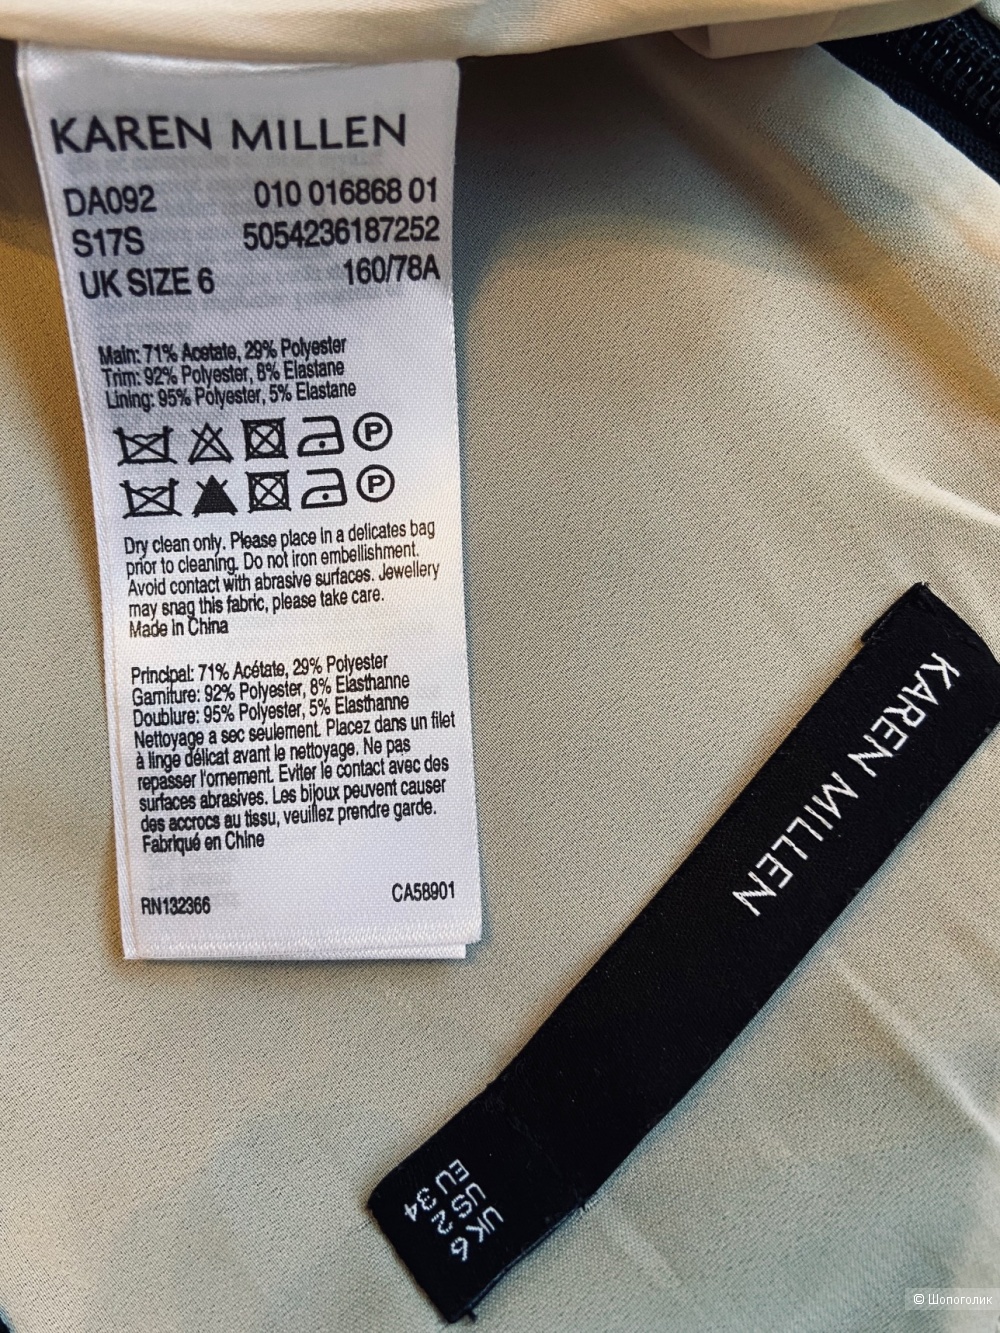 KAREN MILLEN
DA092 010 016868 01
S17S 5054236187252
UK SIZE 6 160/78A
Main: 71% Acetate, 29% Polyester
Trim: 92% Polyester, 8% Elastane
Lining: 95% Polyester, 5% Elastane
P
P
Dry clean only. Please place in a delicates bag
prior to cleaning. Do not iron embellishment.
Avoid contact with abrasive surfaces. Jewellery
may snag this fabric, please take care.
Made in China
Principal: 71% Acétate, 29% Polyester
Garniture: 92% Polyester, 8% Elasthanne
Doublure: 95% Polyester, 5% Elasthanne
Nettoyage a sec seulement. Placez dans un filet
à linge délicat avant le nettoyage. Ne pas
repasser l'ornement. Eviter le contact avec des
surfaces abrasives. Les bijoux peuvent causer
des accrocs au tissu, veuillez prendre garde.
Fabriqué en Chine
RN132366 CA58901
KAREN MILLEN
UK 6
US 2
EU 34
© Шопоголик